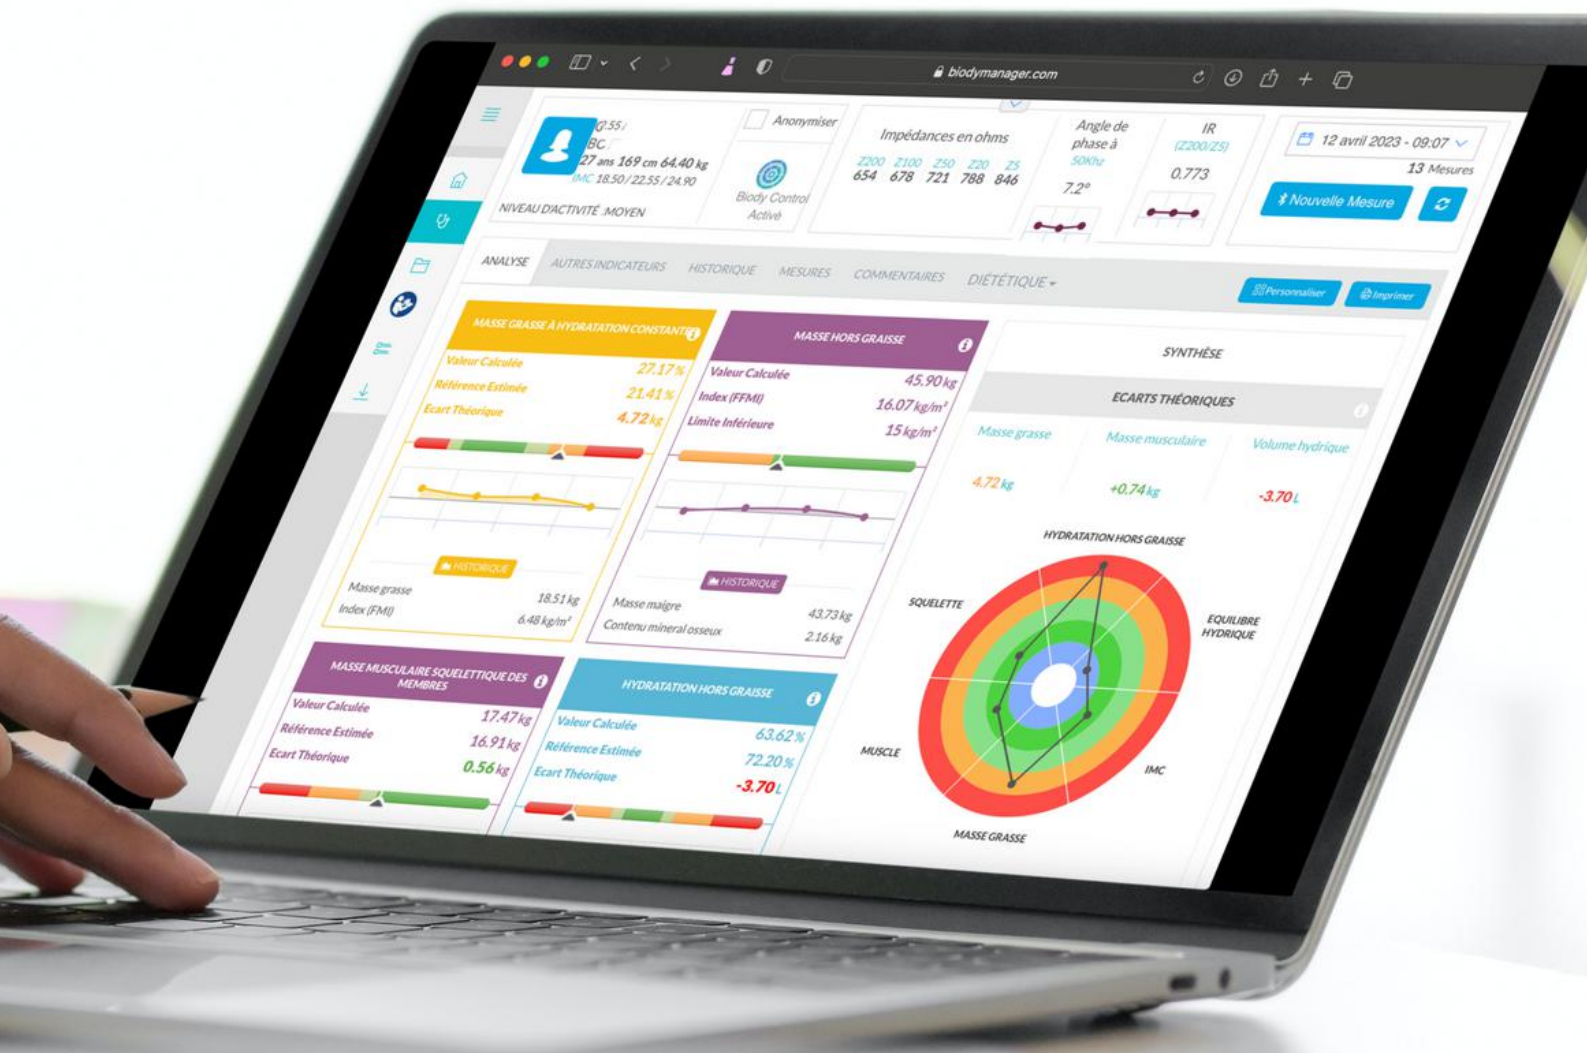 biodymanager.com
27 ans 169 cm 64.40 kg
IMC 18.50 / 22.55 / 24.90
NIVEAU D'ACTIVITÉ :MOYEN
Anonymiser
Biody Control
Activé
Impédances en ohms
Z200 Z100 Z50 Z20 Z5
654 678 721 788 846
Angle de
phase à
50Khz
7.2°
IR
(Z200/Z5)
0.773
12 avril 2023 - 09:07
13 Mesures
Nouvelle Mesure
ANALYSE
AUTRES INDICATEURS
HISTORIQUE
MESURES
COMMENTAIRES
DIÉTÉTIQUE
Personnaliser
Imprimer
MASSE GRASSE À HYDRATATION CONSTANTE
Valeur Calculée 27.17 %
Référence Estimée 21.41 %
Ecart Théorique 4.72 kg
HISTORIQUE
Masse grasse 18.51 kg
Index (FMI) 6.48 kg/m²
MASSE HORS GRAISSE
Valeur Calculée 45.90 kg
Index (FFMI) 16.07 kg/m²
Limite Inférieure 15 kg/m²
HISTORIQUE
Masse maigre 43.73 kg
Contenu mineral osseux 2.16 kg
SYNTHÈSE
ECARTS THÉORIQUES
Masse grasse
4.72 kg
Masse musculaire
+0.74 kg
Volume hydrique
-3.70 L
HYDRATATION HORS GRAISSE
SQUELETTE
EQUILIBRE
HYDRIQUE
MUSCLE
IMC
MASSE GRASSE
MASSE MUSCULAIRE SQUELETTIQUE DES
MEMBRES
Valeur Calculée 17.47 kg
Référence Estimée 16.91 kg
Ecart Théorique 0.56 kg
HYDRATATION HORS GRAISSE
Valeur Calculée 63.62 %
Référence Estimée 72.20 %
Ecart Théorique -3.70 L